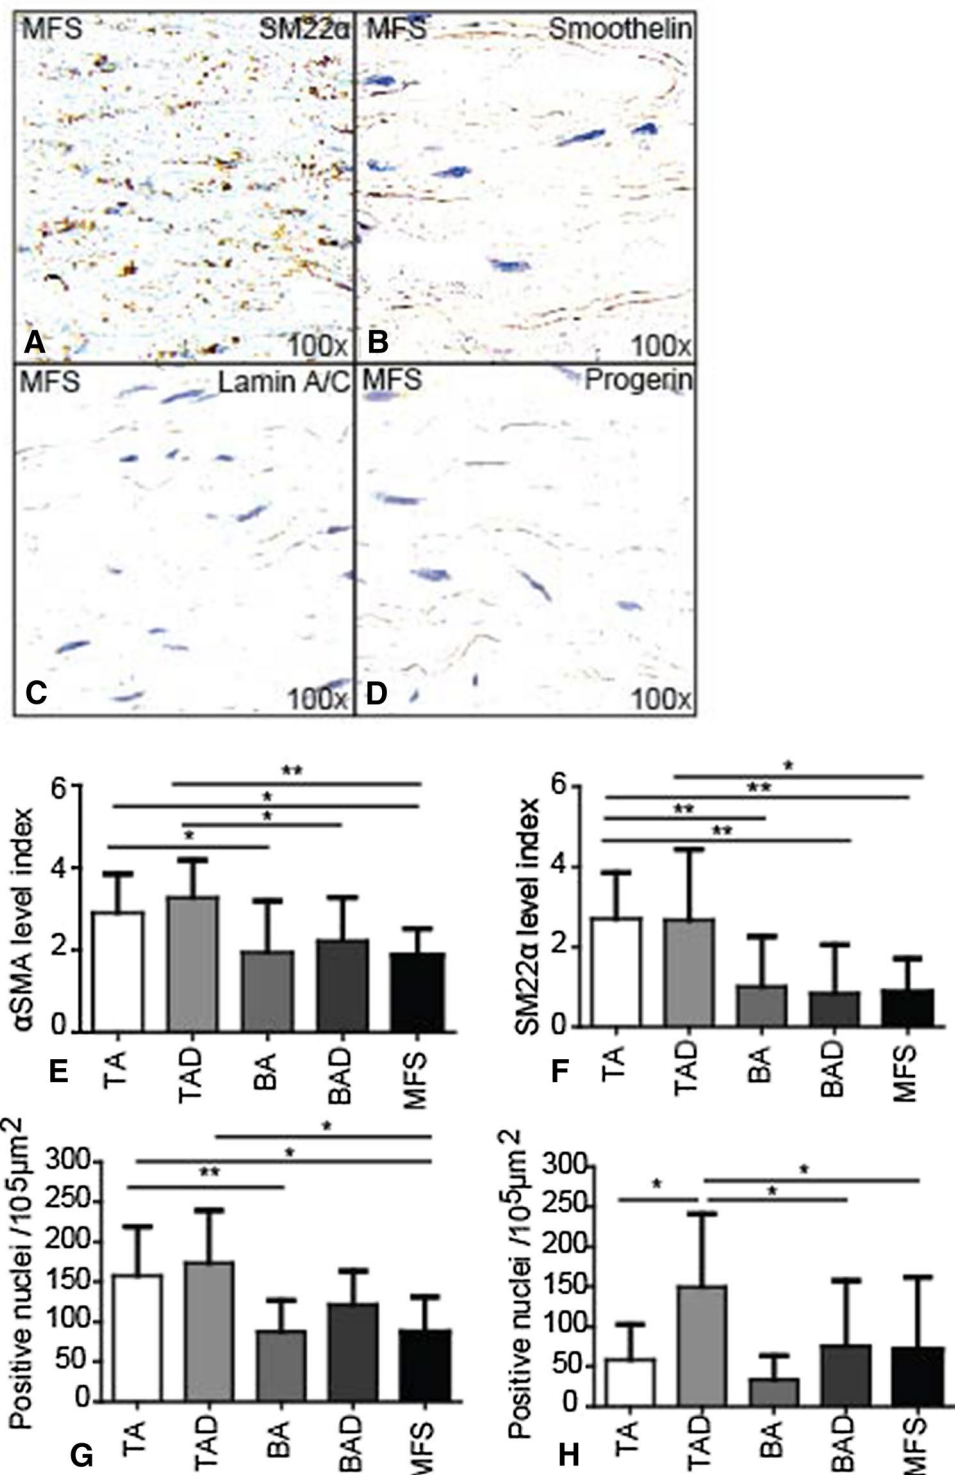 MFS SM22α
A 100x
MFS Smoothelin
B 100x
MFS Lamin A/C
C 100x
MFS Progerin
D 100x
αSMA level index
6
4
2
0
**
*
*
*
TA TAD BA BAD MFS
E
SM22α level index
6
4
2
0
*
**
**
**
TA TAD BA BAD MFS
F
Positive nuclei /10⁵µm²
300
250
200
150
100
50
0
*
*
**
TA TAD BA BAD MFS
G
Positive nuclei /10⁵µm²
300
250
200
150
100
50
0
*
*
*
TA TAD BA BAD MFS
H